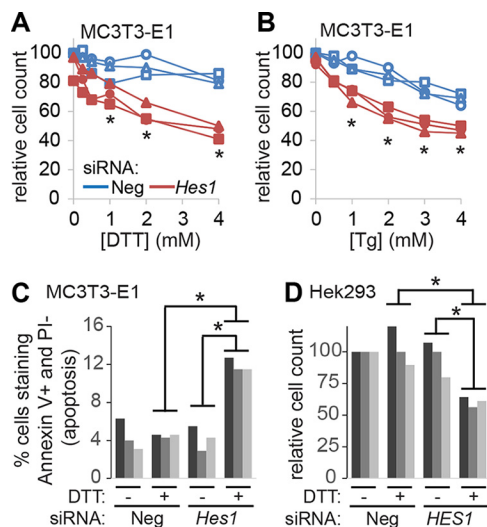 A MC3T3-E1
relative cell count
100
80
60
40
20
0
siRNA:
Neg Hes1
* * *
0 1 2 3 4
[DTT] (mM)
B MC3T3-E1
relative cell count
100
80
60
40
20
0
* * * *
0 1 2 3 4
[Tg] (mM)
C MC3T3-E1
% cells staining
Annexin V+ and PI-
(apoptosis)
16
12
8
4
0
*
*
DTT: - + - +
siRNA: Neg Hes1
D Hek293
relative cell count
100
75
50
25
0
*
*
DTT: - + - +
siRNA: Neg HES1